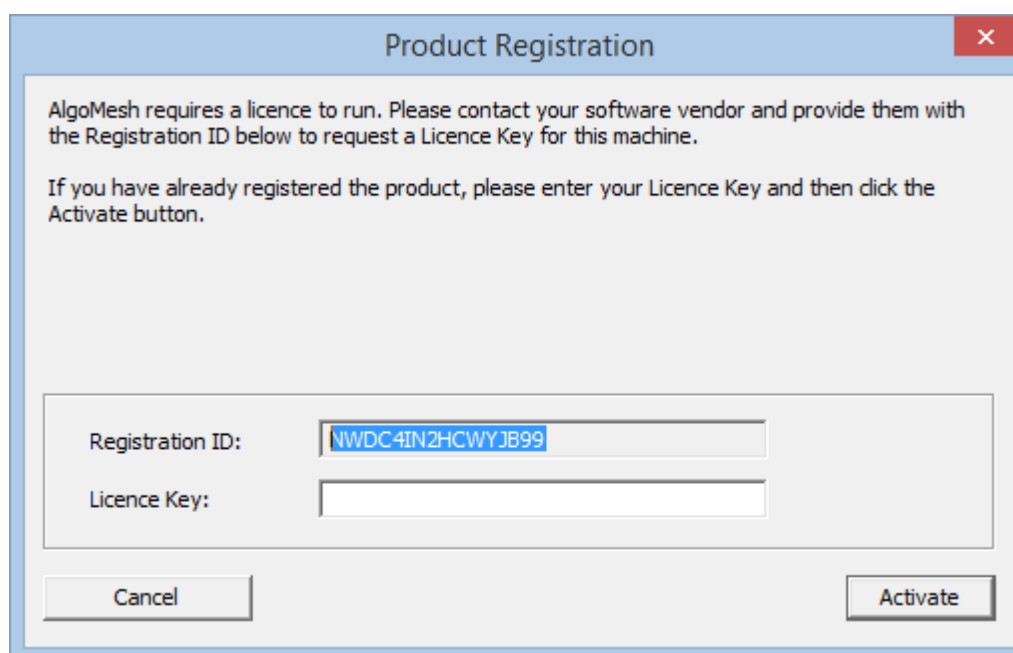 Product Registration
AlgoMesh requires a licence to run. Please contact your software vendor and provide them with
the Registration ID below to request a Licence Key for this machine.
If you have already registered the product, please enter your Licence Key and then click the
Activate button.
Registration ID: NWDC4IN2HCWYJB99
Licence Key:
Cancel Activate